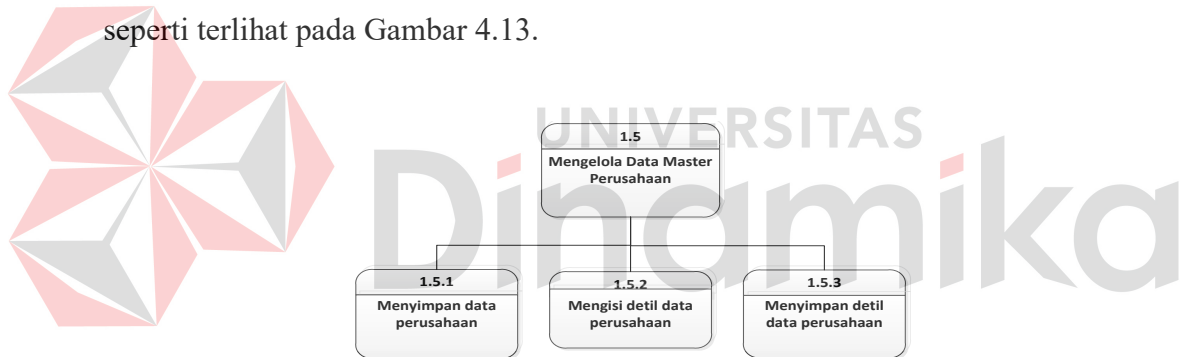 seperti terlihat pada Gambar 4.13.
UNIVERSITAS
Dinamika
1.5
Mengelola Data Master
Perusahaan
1.5.1
Menyimpan data
perusahaan
1.5.2
Mengisi detil data
perusahaan
1.5.3
Menyimpan detil
data perusahaan